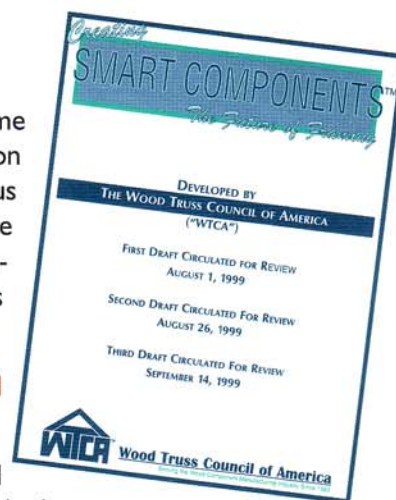 Creating
SMART COMPONENTS™
The Future of Framing
DEVELOPED BY
THE WOOD TRUSS COUNCIL OF AMERICA
("WTCA")
FIRST DRAFT CIRCULATED FOR REVIEW
AUGUST 1, 1999
SECOND DRAFT CIRCULATED FOR REVIEW
AUGUST 26, 1999
THIRD DRAFT CIRCULATED FOR REVIEW
SEPTEMBER 14, 1999
WTCA Wood Truss Council of America